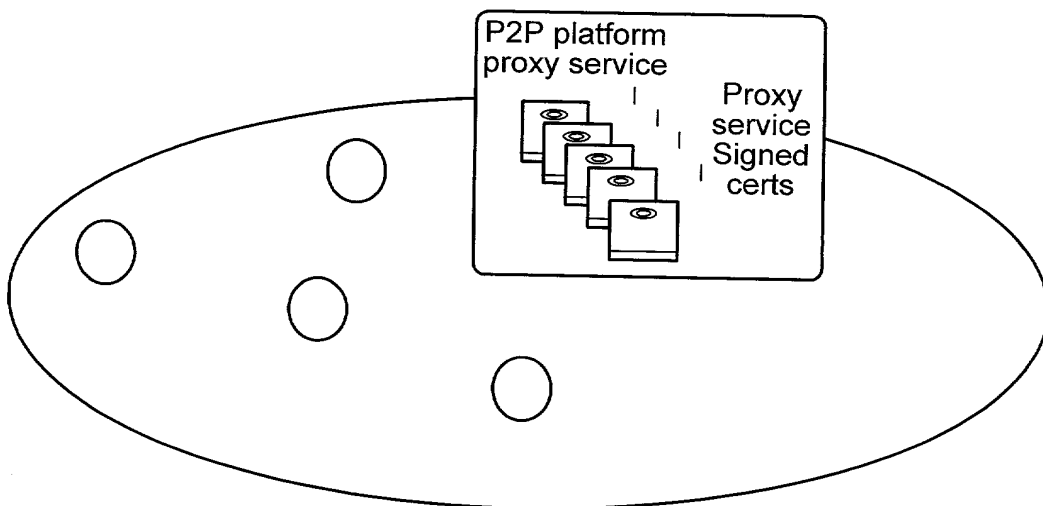 P2P platform
proxy service
Proxy
service
Signed
certs